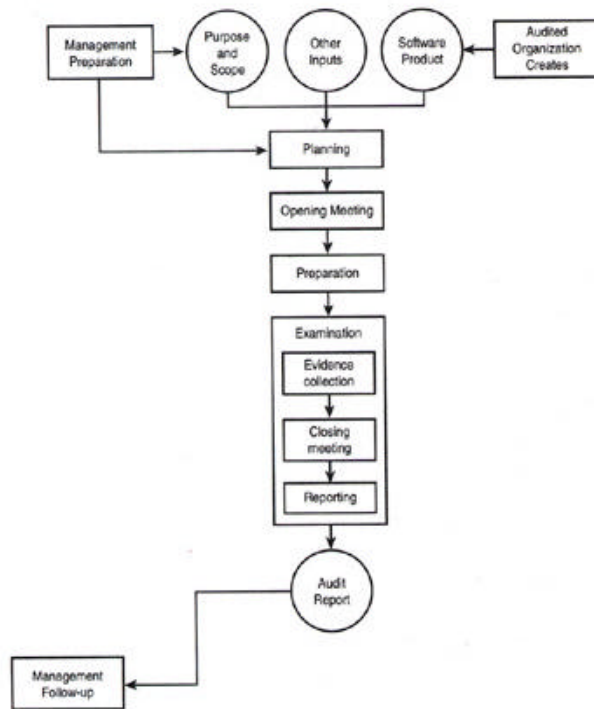 Management
Preparation
Purpose
and
Scope
Other
Inputs
Software
Product
Audited
Organization
Creates
Planning
Opening Meeting
Preparation
Examination
Evidence
collection
Closing
meeting
Reporting
Audit
Report
Management
Follow-up